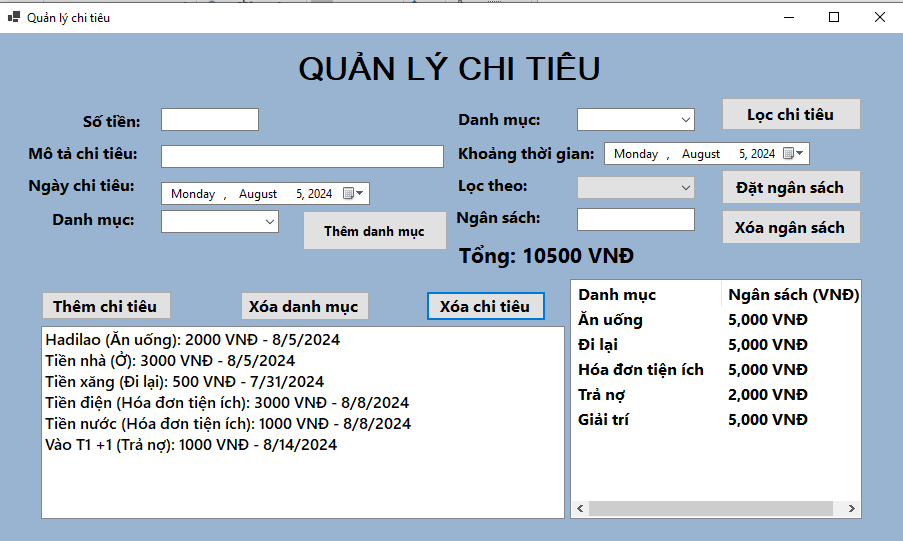 Quản lý chi tiêu
QUẢN LÝ CHI TIÊU
Số tiền:
Mô tả chi tiêu:
Ngày chi tiêu:
Monday , August 5, 2024
Danh mục:
Thêm danh mục
Danh mục:
Lọc chi tiêu
Khoảng thời gian:
Monday , August 5, 2024
Lọc theo:
Đặt ngân sách
Ngân sách:
Xóa ngân sách
Tổng: 10500 VNĐ
Thêm chi tiêu
Xóa danh mục
Xóa chi tiêu
Hadilao (Ăn uống): 2000 VNĐ - 8/5/2024
Tiền nhà (Ở): 3000 VNĐ - 8/5/2024
Tiền xăng (Đi lại): 500 VNĐ - 7/31/2024
Tiền điện (Hóa đơn tiện ích): 3000 VNĐ - 8/8/2024
Tiền nước (Hóa đơn tiện ích): 1000 VNĐ - 8/8/2024
Vào T1 +1 (Trả nợ): 1000 VNĐ - 8/14/2024
Danh mục Ngân sách (VNĐ)
Ăn uống 5,000 VNĐ
Đi lại 5,000 VNĐ
Hóa đơn tiện ích 5,000 VNĐ
Trả nợ 2,000 VNĐ
Giải trí 5,000 VNĐ